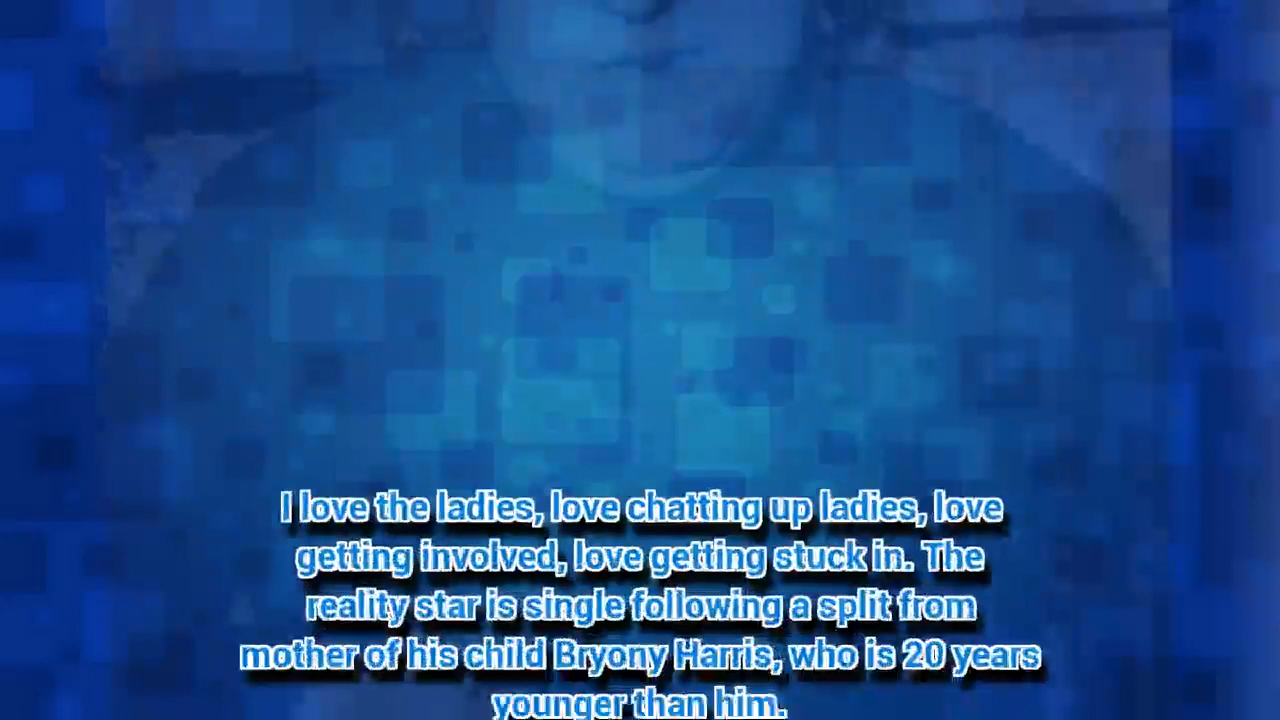 I love the ladies, love chatting up ladies, love
getting involved, love getting stuck in. The
reality star is single following a split from
mother of his child Bryony Harris, who is 20 years
younger than him.